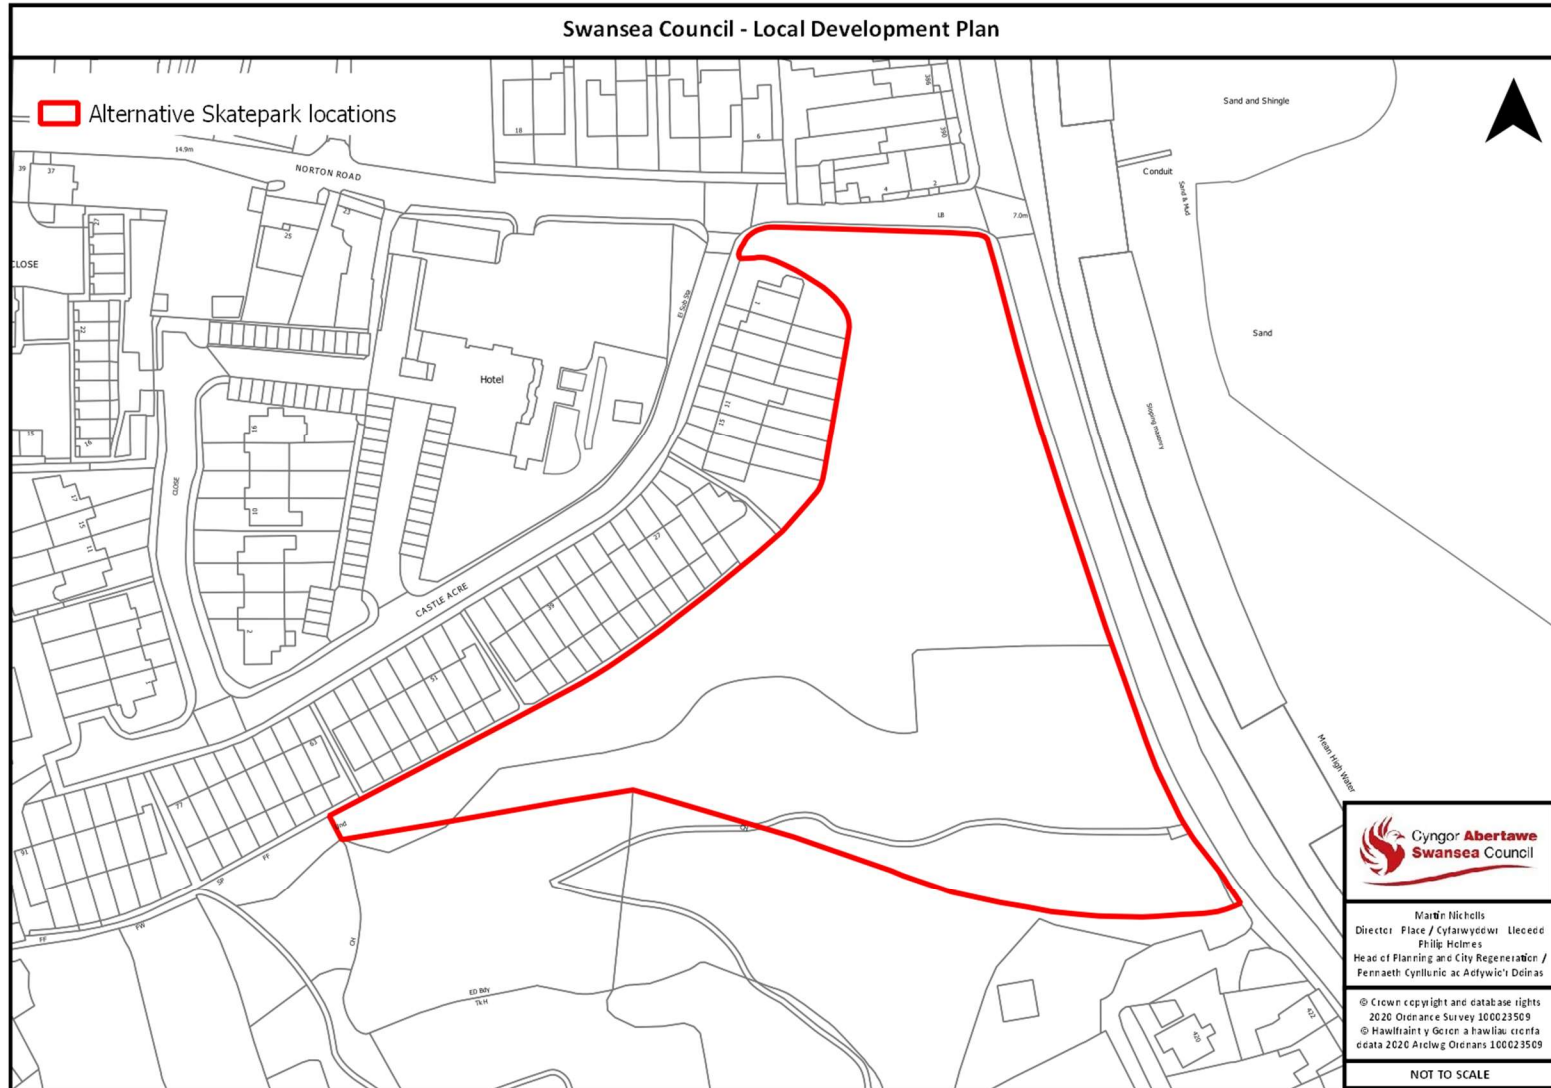 Swansea Council - Local Development Plan
Alternative Skatepark locations
14.9m
NORTON ROAD
39
37
27
25
23
18
6
386
390
4
2
LB
7.0m
Sand and Shingle
Conduit
Sand & Mud
Sand
Sloping masonry
Mean High Water
CLOSE
22
16
15
El Sub Sta
Hotel
1
11
15
16
10
2
CLOSE
17
15
11
CASTLE ACRE
27
39
51
63
77
91
FF
FF
FW
ED Bdy
Tk H
420
422
Cyngor Abertawe
Swansea Council
Martin Nicholls
Director Place / Cyfarwyddwr Lleoedd
Philip Holmes
Head of Planning and City Regeneration /
Pennaeth Cynllunio ac Adfywio'r Ddinas
© Crown copyright and database rights
2020 Ordnance Survey 100023509
© Hawlfraint y Goron a hawliau cronfa
ddata 2020 Arolwg Ordnans 100023509
NOT TO SCALE